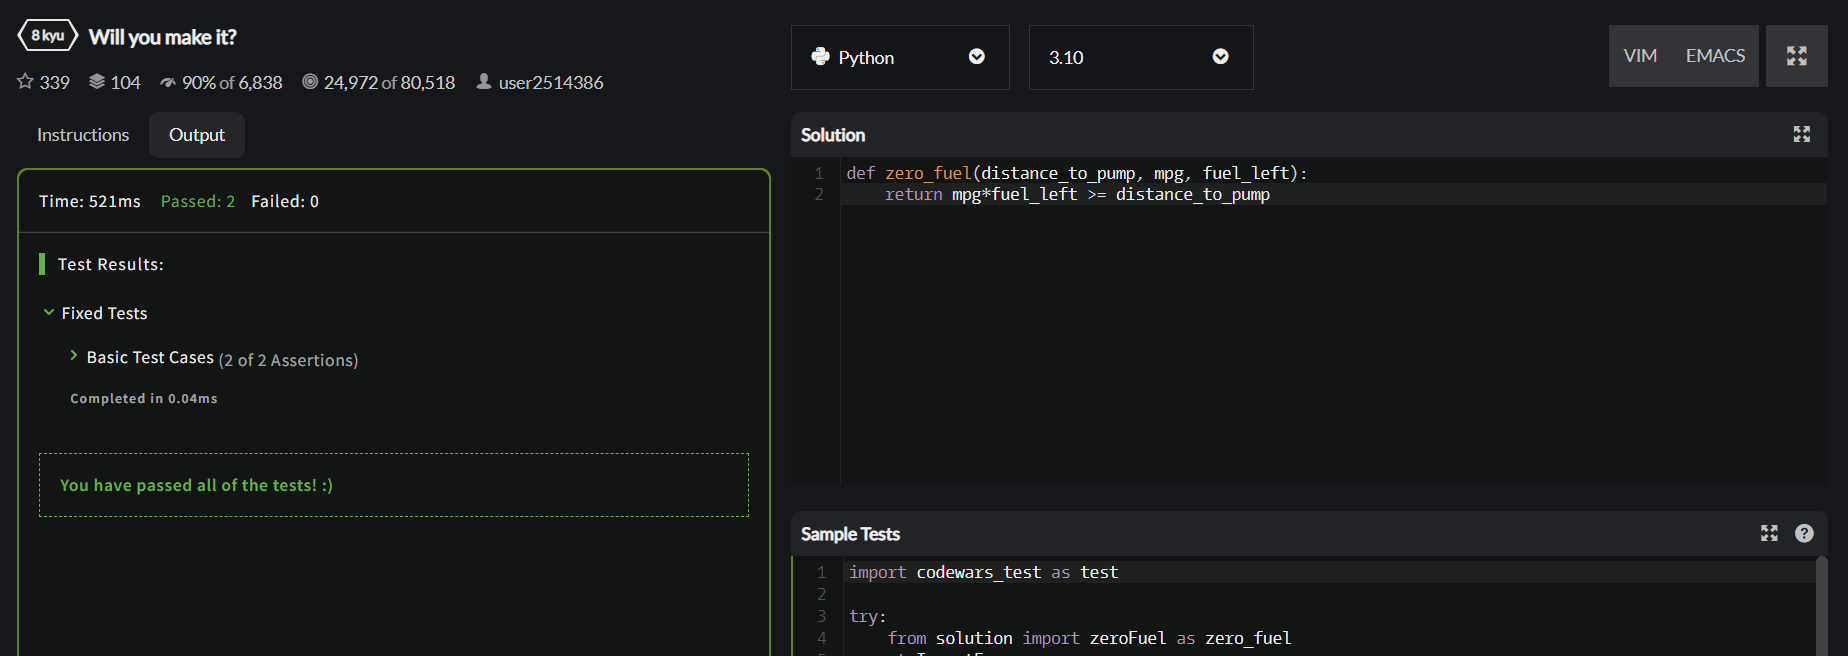 8 kyu Will you make it?
339 104 90% of 6,838 24,972 of 80,518 user2514386
Instructions Output
Time: 521ms Passed: 2 Failed: 0
Test Results:
Fixed Tests
Basic Test Cases (2 of 2 Assertions)
Completed in 0.04ms
You have passed all of the tests! :)
Python 3.10 VIM EMACS
Solution
1 def zero_fuel(distance_to_pump, mpg, fuel_left):
2 return mpg*fuel_left >= distance_to_pump
Sample Tests
?
1 import codewars_test as test
2
3 try:
4 from solution import zeroFuel as zero_fuel